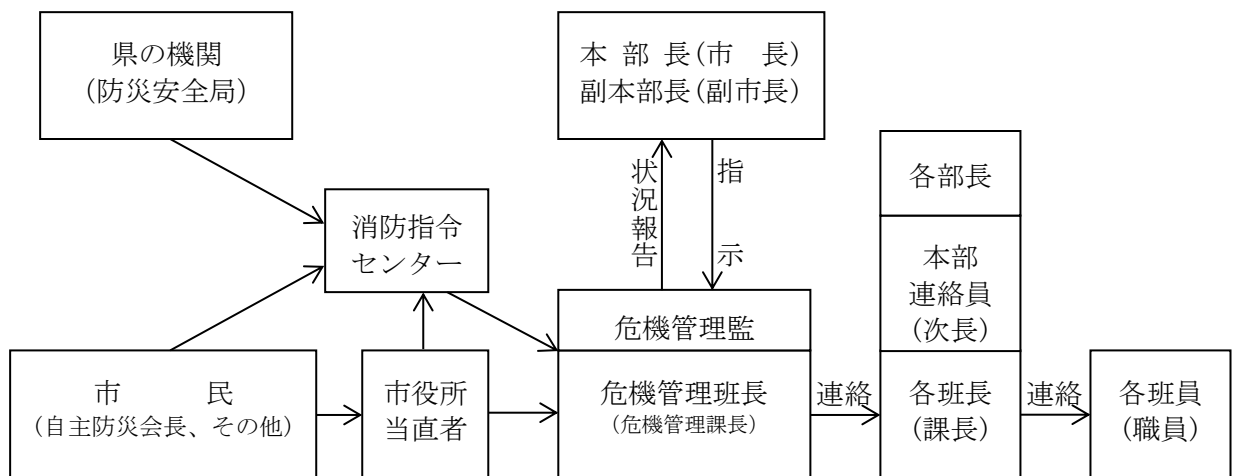 県の機関
(防災安全局)
本 部 長(市　長)
副本部長(副市長)
状況報告
指　示
各部長
消防指令
センター
本部
連絡員
(次長)
危機管理監
市　　民
(自主防災会長、その他)
市役所
当直者
危機管理班長
(危機管理課長)
連絡
各班長
(課長)
連絡
各班員
(職員)